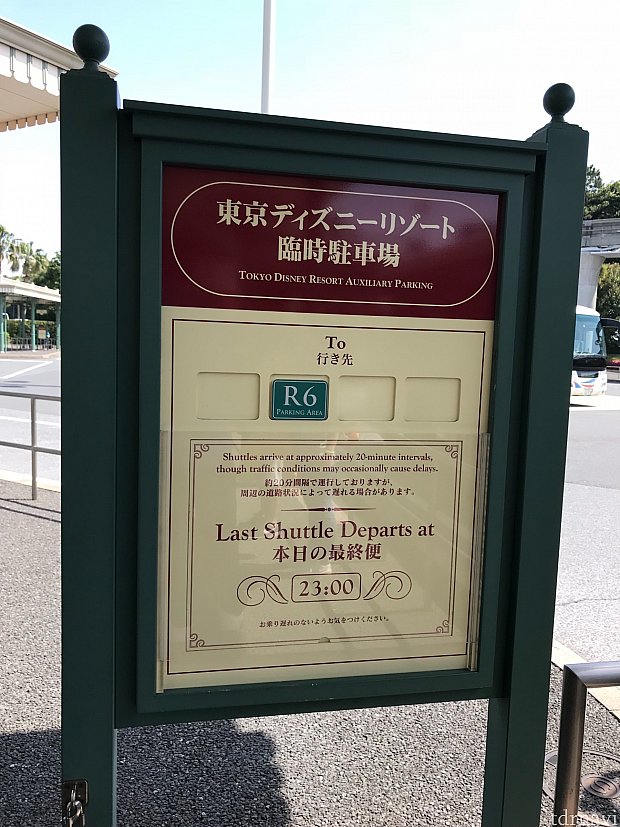 東京ディズニーリゾート
臨時駐車場
TOKYO DISNEY RESORT AUXILIARY PARKING
To
行き先
R6
PARKING AREA
Shuttles arrive at approximately 20-minute intervals,
though traffic conditions may occasionally cause delays.
約20分間隔で運行しておりますが、
周辺の道路状況によって遅れる場合があります。
Last Shuttle Departs at
本日の最終便
23:00
お乗り遅れのないようお気をつけください。
tdrnavi